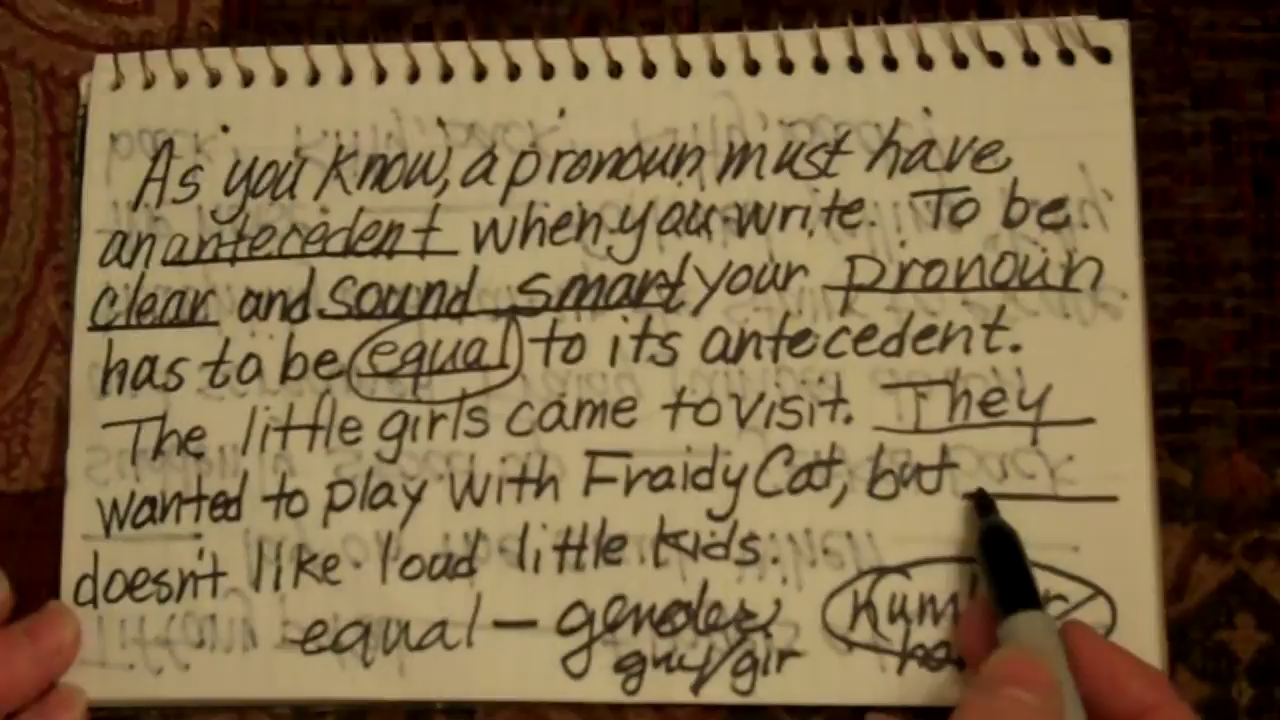 As you know, a pronoun must have
an antecedent when you write. To be
clear and sound smart your pronoun
has to be equal to its antecedent.
The little girls came to visit. They
wanted to play with Fraidy Cat, but
doesn't like loud little kids.
equal - gender
guy/girl